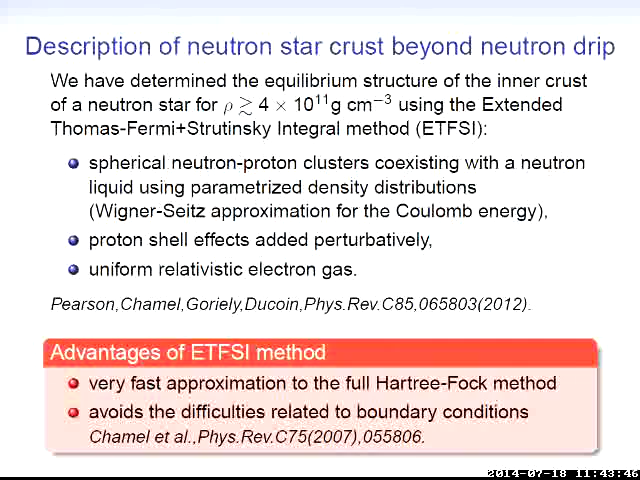 Description of neutron star crust beyond neutron drip
We have determined the equilibrium structure of the inner crust
of a neutron star for ρ ≳ 4 × 10¹¹g cm⁻³ using the Extended
Thomas-Fermi+Strutinsky Integral method (ETFSI):
spherical neutron-proton clusters coexisting with a neutron
liquid using parametrized density distributions
(Wigner-Seitz approximation for the Coulomb energy),
proton shell effects added perturbatively,
uniform relativistic electron gas.
Pearson,Chamel,Goriely,Ducoin,Phys.Rev.C85,065803(2012).
Advantages of ETFSI method
very fast approximation to the full Hartree-Fock method
avoids the difficulties related to boundary conditions
Chamel et al.,Phys.Rev.C75(2007),055806.
2014-07-18 11:43:46